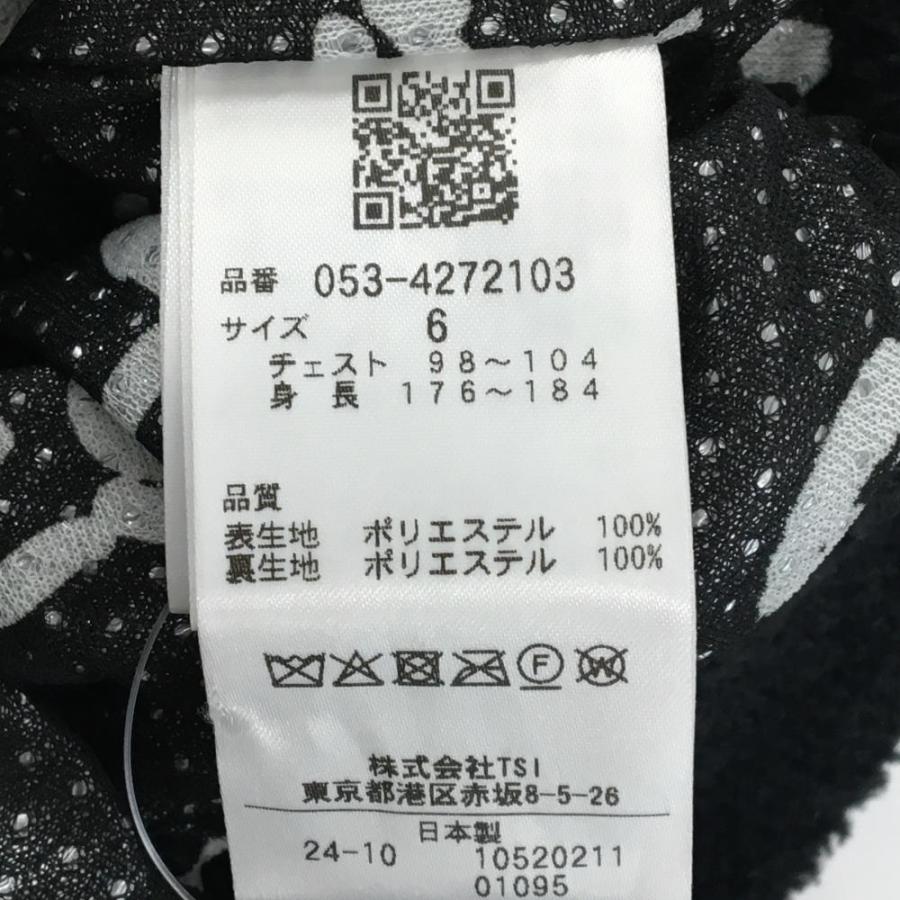 品番 053-4272103
サイズ 6
チェスト 98～104
身長 176～184
品質
表生地 ポリエステル 100%
裏生地 ポリエステル 100%
F W
株式会社TSI
東京都港区赤坂8-5-26
日本製
24-10 10520211
01095